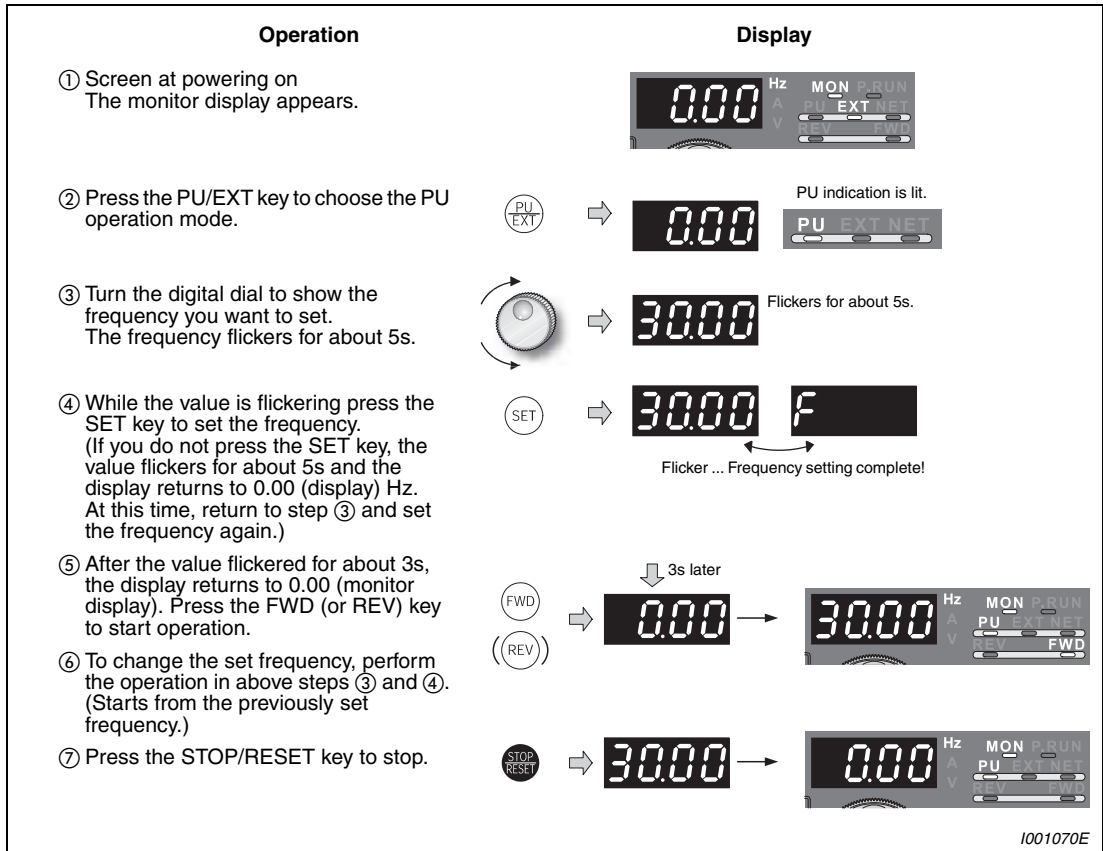 Operation
Display
① Screen at powering on
The monitor display appears.
0.00
Hz
A
V
MON P.RUN
PU EXT NET
REV FWD
② Press the PU/EXT key to choose the PU
operation mode.
PU
EXT
0.00
PU indication is lit.
PU EXT NET
③ Turn the digital dial to show the
frequency you want to set.
The frequency flickers for about 5s.
30.00
Flickers for about 5s.
④ While the value is flickering press the
SET key to set the frequency.
(If you do not press the SET key, the
value flickers for about 5s and the
display returns to 0.00 (display) Hz.
At this time, return to step ③ and set
the frequency again.)
SET
30.00
F
Flicker ... Frequency setting complete!
⑤ After the value flickered for about 3s,
the display returns to 0.00 (monitor
display). Press the FWD (or REV) key
to start operation.
FWD
(REV)
3s later
0.00
30.00
Hz
A
V
MON P.RUN
PU EXT NET
REV FWD
⑥ To change the set frequency, perform
the operation in above steps ③ and ④.
(Starts from the previously set
frequency.)
⑦ Press the STOP/RESET key to stop.
STOP
RESET
30.00
0.00
Hz
A
V
MON P.RUN
PU EXT NET
REV FWD
I001070E